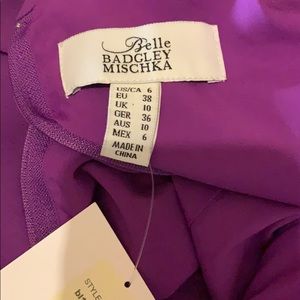 Belle
BADGLEY
MISCHKA
US/CA 6
EU 38
UK 10
GER 36
AUS 10
MEX 6
MADE IN
CHINA
STYLE